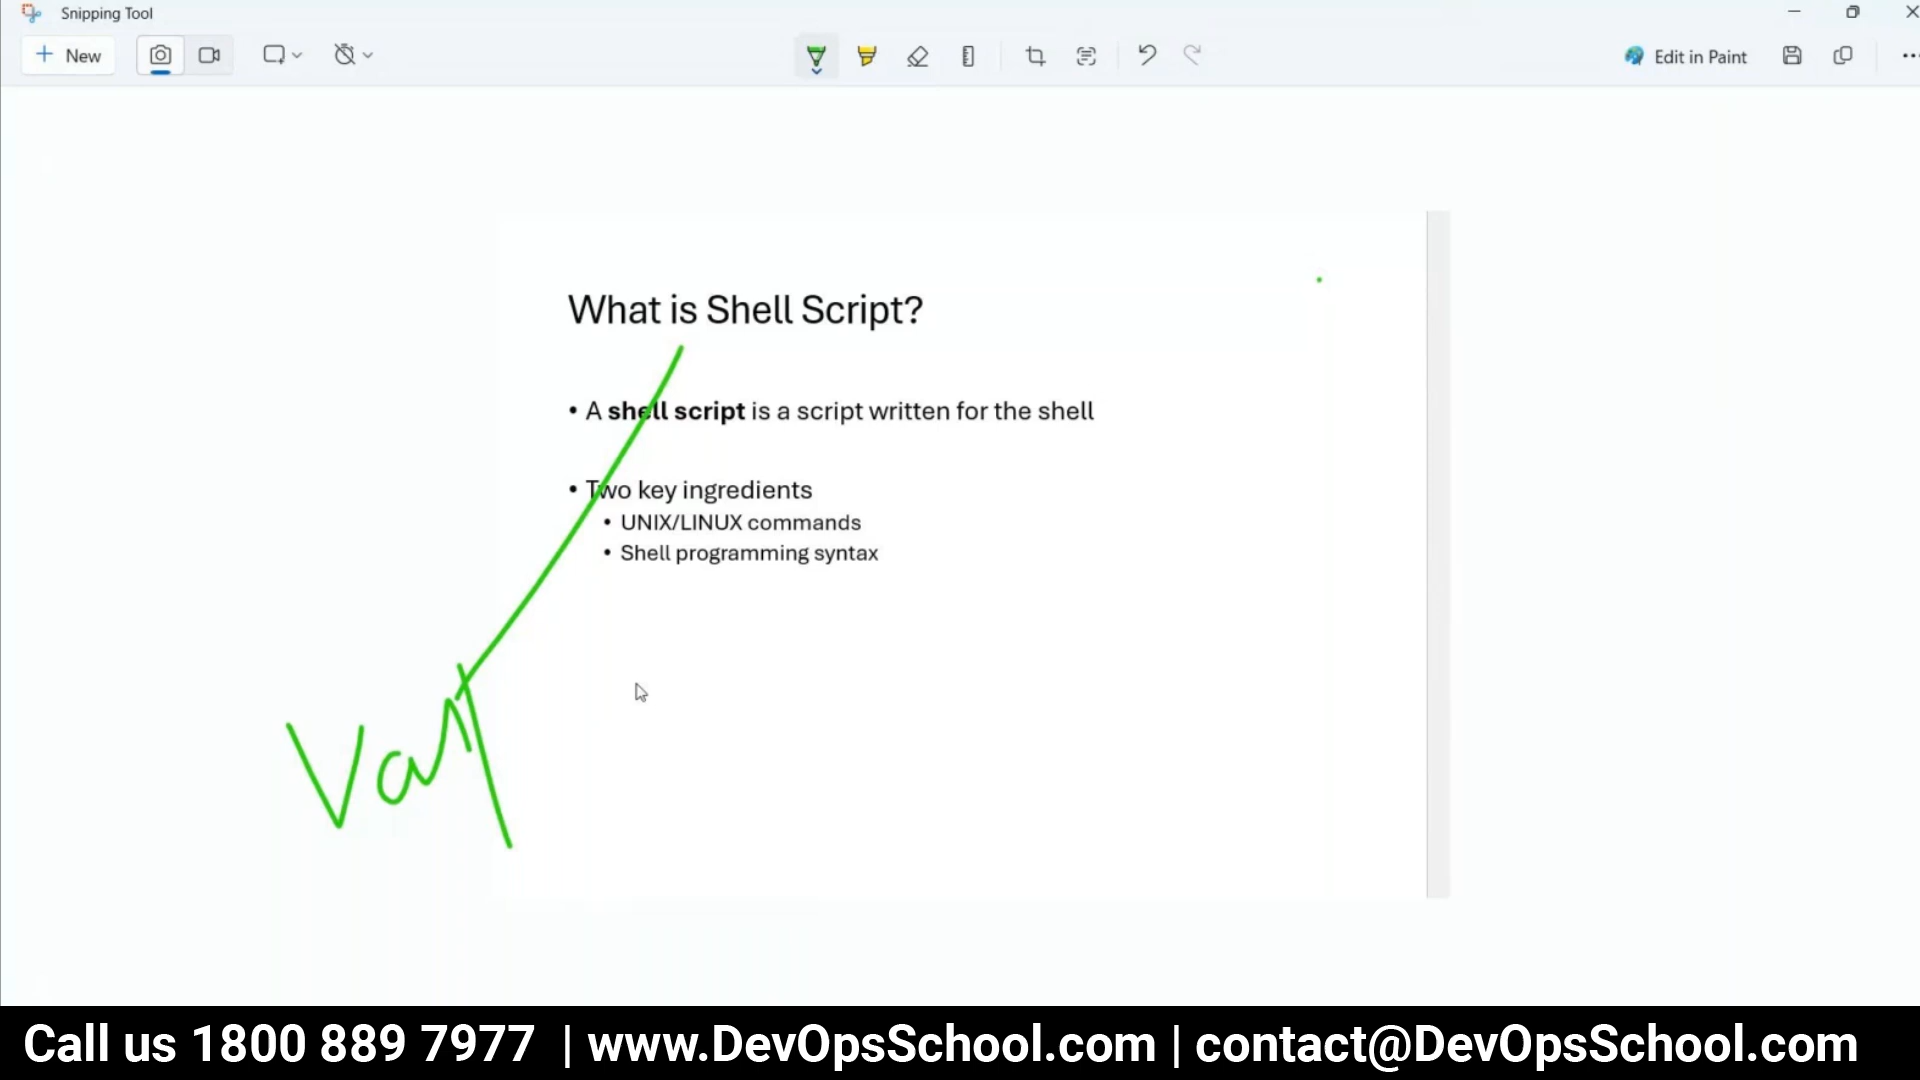 Snipping Tool
New
Edit in Paint
What is Shell Script?
• A shell script is a script written for the shell
• Two key ingredients
• UNIX/LINUX commands
• Shell programming syntax
Call us 1800 889 7977 | www.DevOpsSchool.com | contact@DevOpsSchool.com